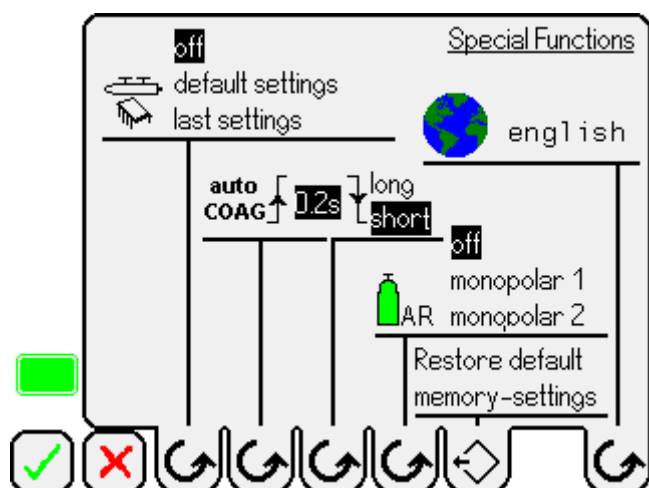 Special Functions
off
default settings
last settings
english
auto
COAG
0.2s
long
short
off
monopolar 1
AR monopolar 2
Restore default
memory-settings